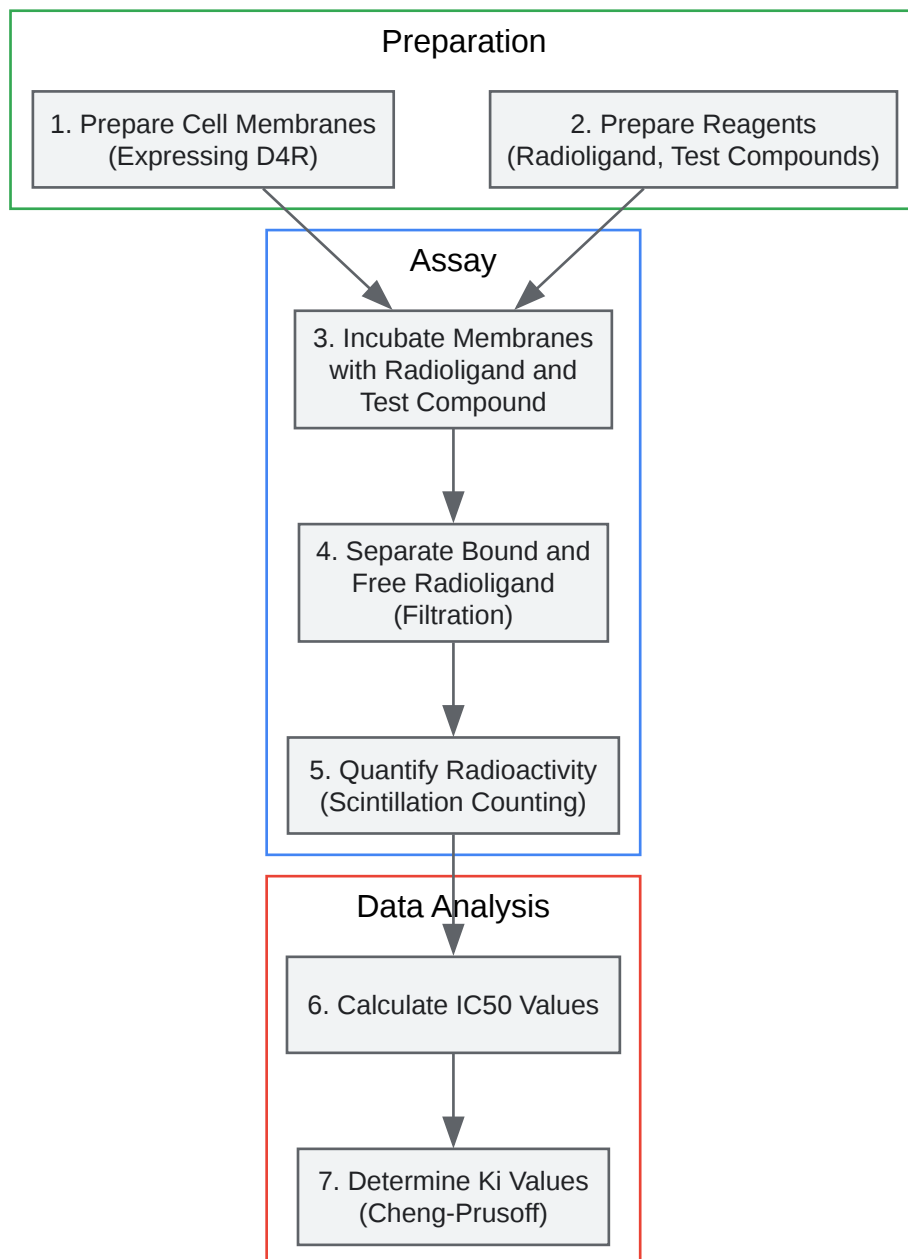 Preparation
1. Prepare Cell Membranes
(Expressing D4R)
2. Prepare Reagents
(Radioligand, Test Compounds)
Assay
3. Incubate Membranes
with Radioligand and
Test Compound
4. Separate Bound and
Free Radioligand
(Filtration)
5. Quantify Radioactivity
(Scintillation Counting)
Data Analysis
6. Calculate IC50 Values
7. Determine Ki Values
(Cheng-Prusoff)